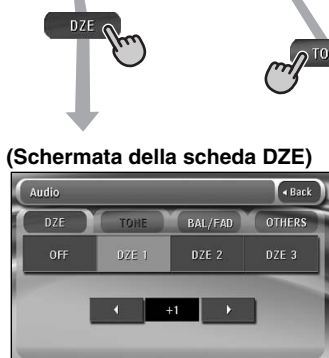 DZE
(Schermata della scheda DZE)
Audio
Back
DZE TONE BAL/FAD OTHERS
OFF DZE 1 DZE 2 DZE 3
+1